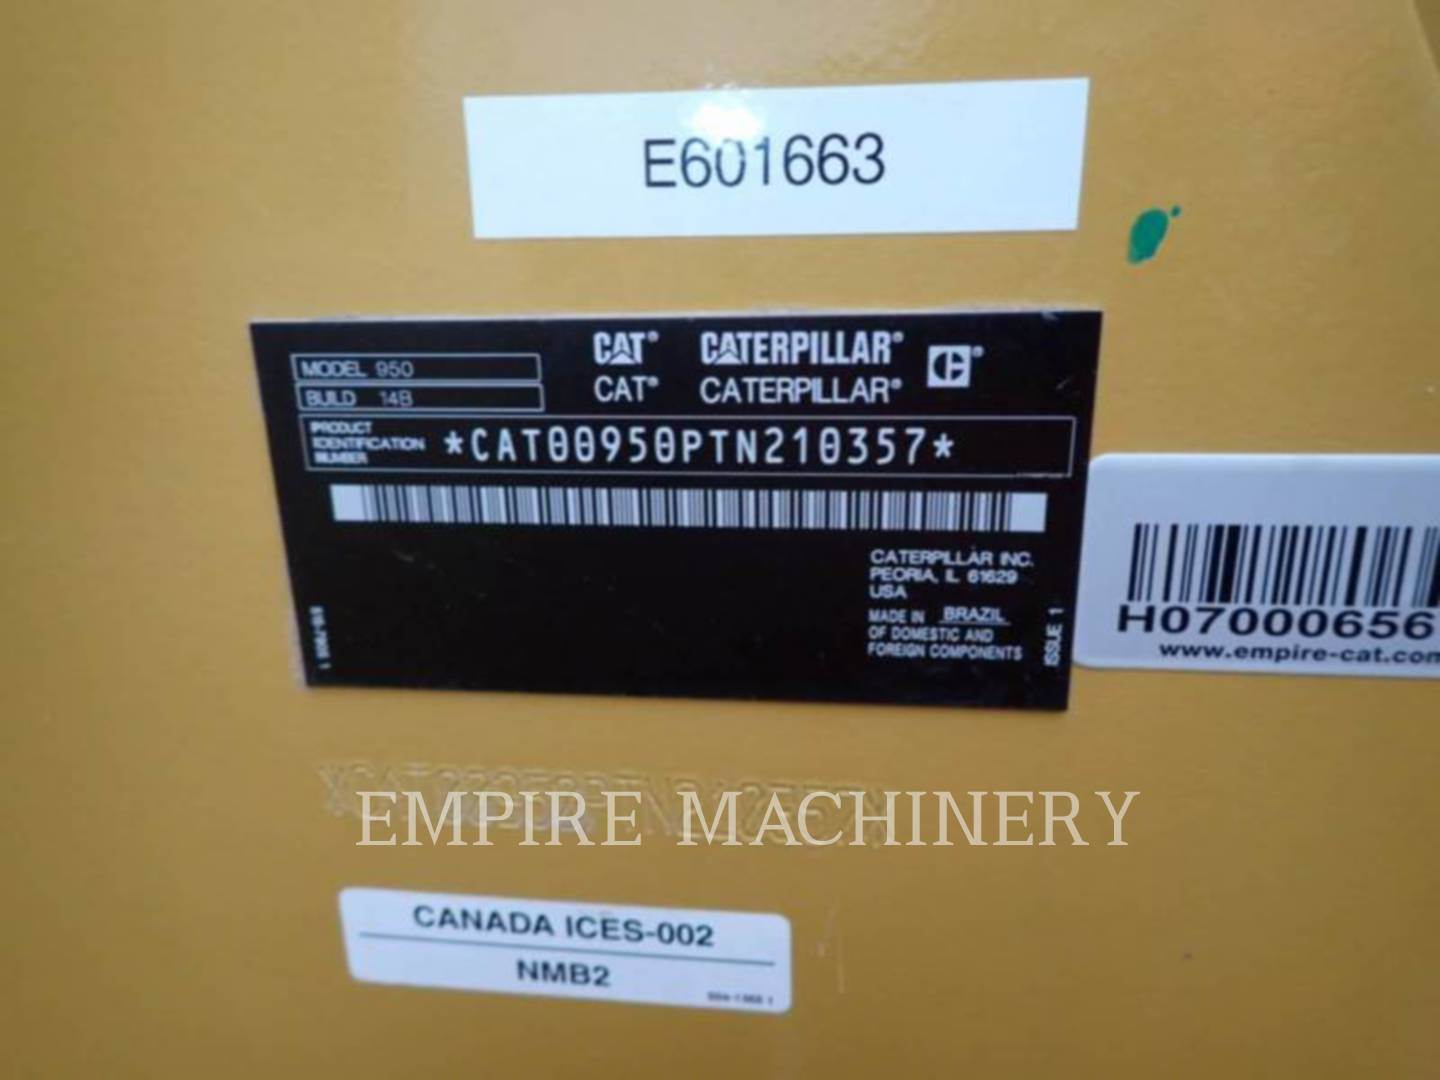 E601663
CAT® CATERPILLAR®
CAT® CATERPILLAR®
MODEL 950
BUILD 14B
PRODUCT
IDENTIFICATION
NUMBER
*CAT00950PTN210357*
CATERPILLAR INC.
PEORIA, IL 61629
USA
MADE IN BRAZIL
OF DOMESTIC AND
FOREIGN COMPONENTS
ISSUE 1
H07000656
www.empire-cat.com
EMPIRE MACHINERY
CANADA ICES-002
NMB2